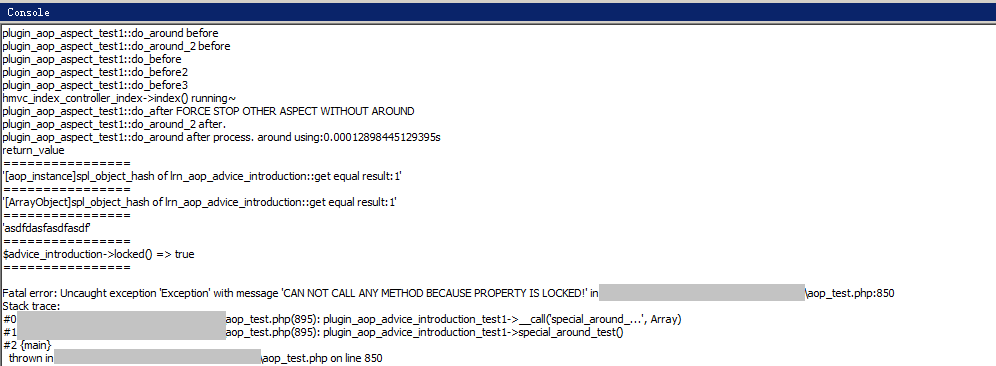 Console
plugin_aop_aspect_test1::do_around before
plugin_aop_aspect_test1::do_around_2 before
plugin_aop_aspect_test1::do_before
plugin_aop_aspect_test1::do_before2
plugin_aop_aspect_test1::do_before3
hmvc_index_controller_index->index() running~
plugin_aop_aspect_test1::do_after FORCE STOP OTHER ASPECT WITHOUT AROUND
plugin_aop_aspect_test1::do_around_2 after.
plugin_aop_aspect_test1::do_around after process. around using:0.00012898445129395s
return_value
================
'[aop_instance]spl_object_hash of lrn_aop_advice_introduction::get equal result:1'
================
'[ArrayObject]spl_object_hash of lrn_aop_advice_introduction::get equal result:1'
================
'asdfdasfasdfasdf'
================
$advice_introduction->locked() => true
================
Fatal error: Uncaught exception 'Exception' with message 'CAN NOT CALL ANY METHOD BECAUSE PROPERTY IS LOCKED!' in \aop_test.php:850
Stack trace:
#0 aop_test.php(895): plugin_aop_advice_introduction_test1->__call('special_around_...', Array)
#1 aop_test.php(895): plugin_aop_advice_introduction_test1->special_around_test()
#2 {main}
thrown in \aop_test.php on line 850